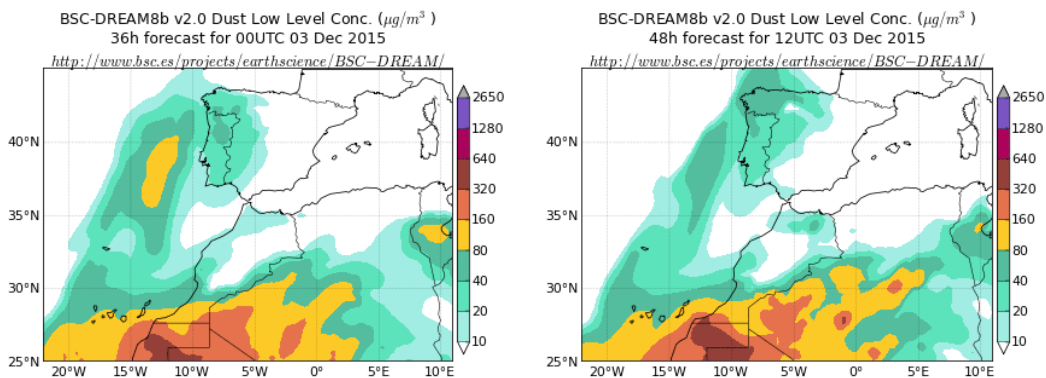 BSC-DREAM8b v2.0 Dust Low Level Conc. (μg/m³ )
36h forecast for 00UTC 03 Dec 2015
http://www.bsc.es/projects/earthscience/BSC−DREAM/
40°N
35°N
30°N
25°N
20°W
15°W
10°W
5°W
0°
5°E
10°E
2650
1280
640
320
160
80
40
20
10
BSC-DREAM8b v2.0 Dust Low Level Conc. (μg/m³ )
48h forecast for 12UTC 03 Dec 2015
http://www.bsc.es/projects/earthscience/BSC−DREAM/
40°N
35°N
30°N
25°N
20°W
15°W
10°W
5°W
0°
5°E
10°E
2650
1280
640
320
160
80
40
20
10